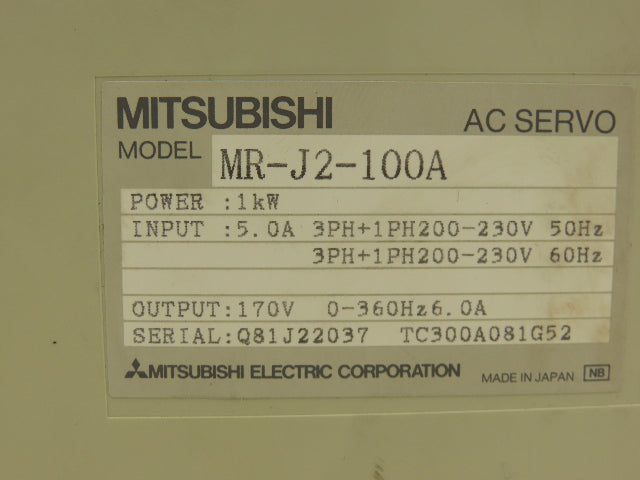 MITSUBISHI AC SERVO
MODEL MR-J2-100A
POWER :1kW
INPUT :5.0A 3PH+1PH200-230V 50Hz
3PH+1PH200-230V 60Hz
OUTPUT:170V 0-360Hz6.0A
SERIAL:Q81J22037 TC300A081G52
MITSUBISHI ELECTRIC CORPORATION MADE IN JAPAN NB